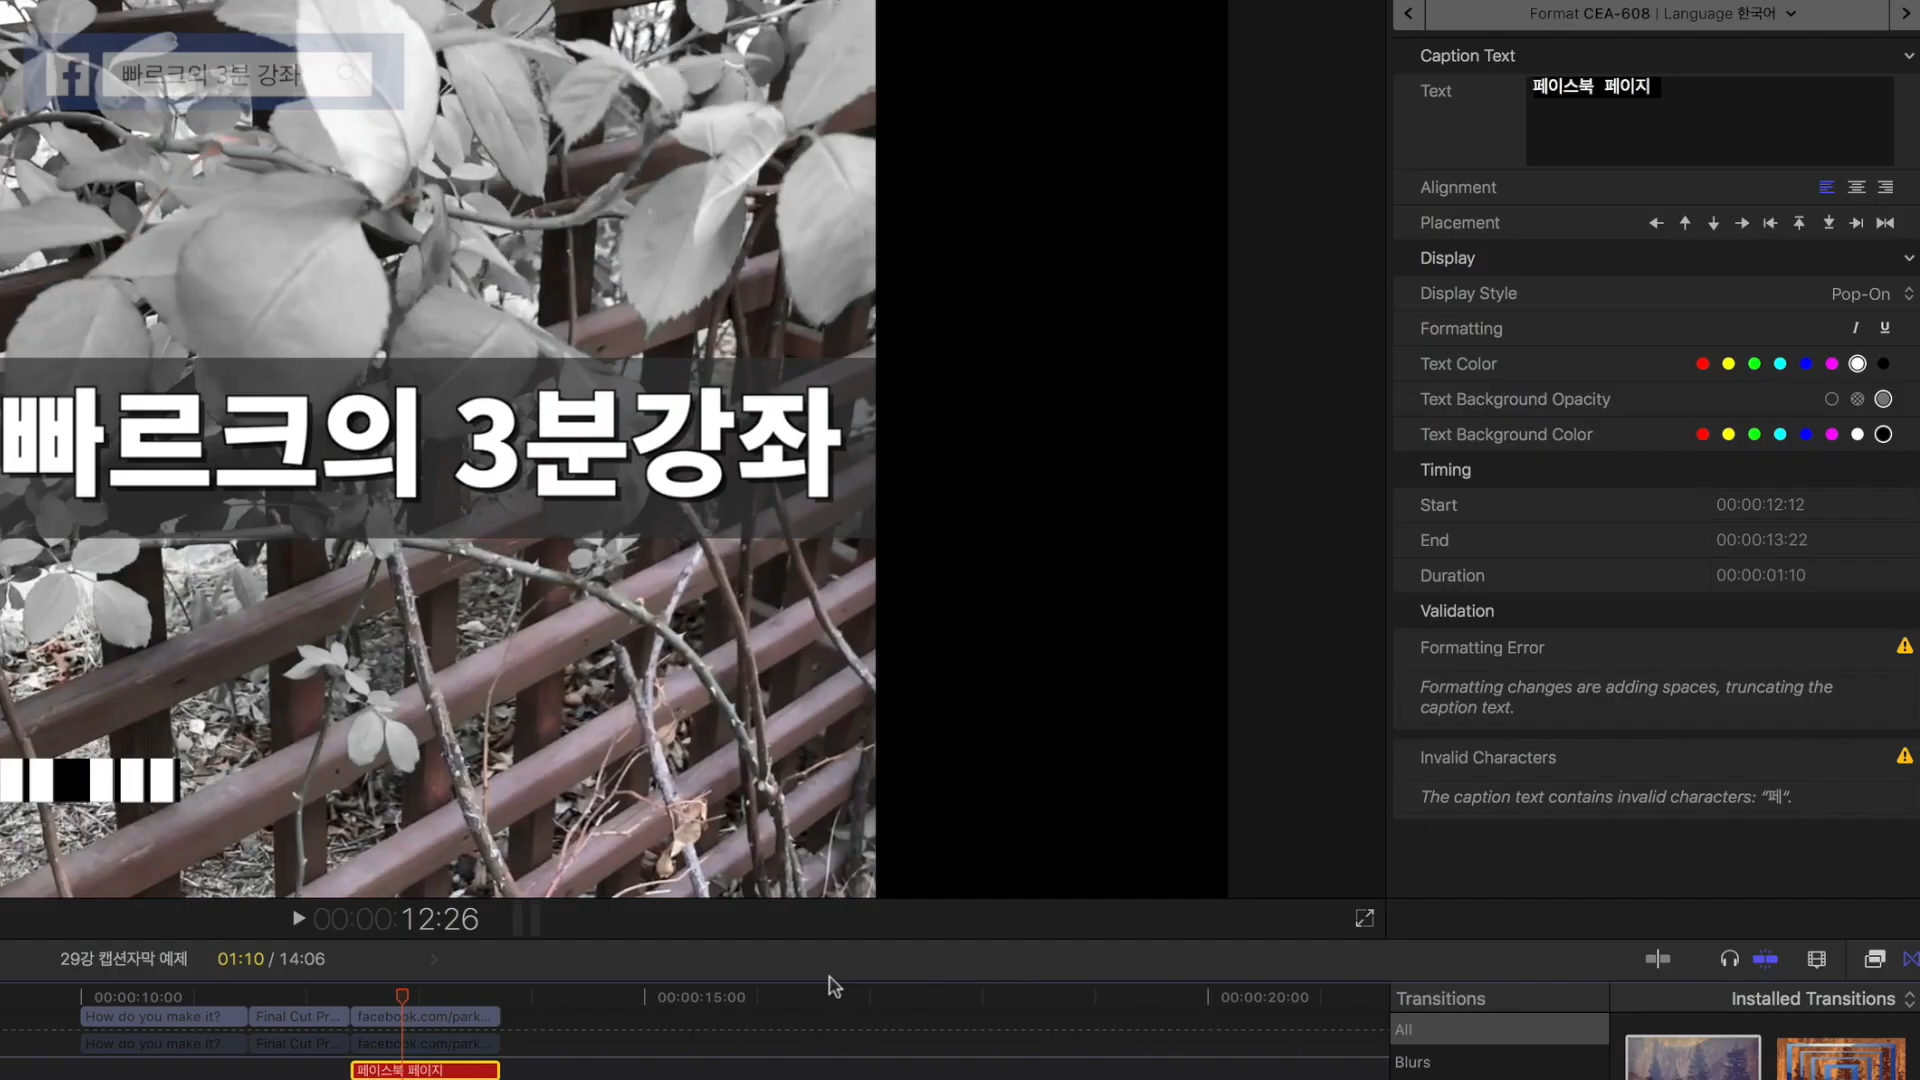 Format CEA-608 | Language 한국어
Caption Text
Text
페이스북 페이지
Alignment
Placement
Display
Display Style
Pop-On
Formatting
I U
Text Color
Text Background Opacity
Text Background Color
Timing
Start 00:00:12:12
End 00:00:13:22
Duration 00:00:01:10
Validation
Formatting Error
Formatting changes are adding spaces, truncating the
caption text.
Invalid Characters
The caption text contains invalid characters: “페“.
f 빠르크의 3분 강좌
빠르크의 3분강좌
00:00:12:26
29강 캡션자막 예제 01:10 / 14:06
00:00:10:00 00:00:15:00 00:00:20:00
How do you make it? Final Cut Pr... facebook.com/park...
How do you make it? Final Cut Pr... facebook.com/park...
페이스북 페이지
Transitions Installed Transitions
All
Blurs